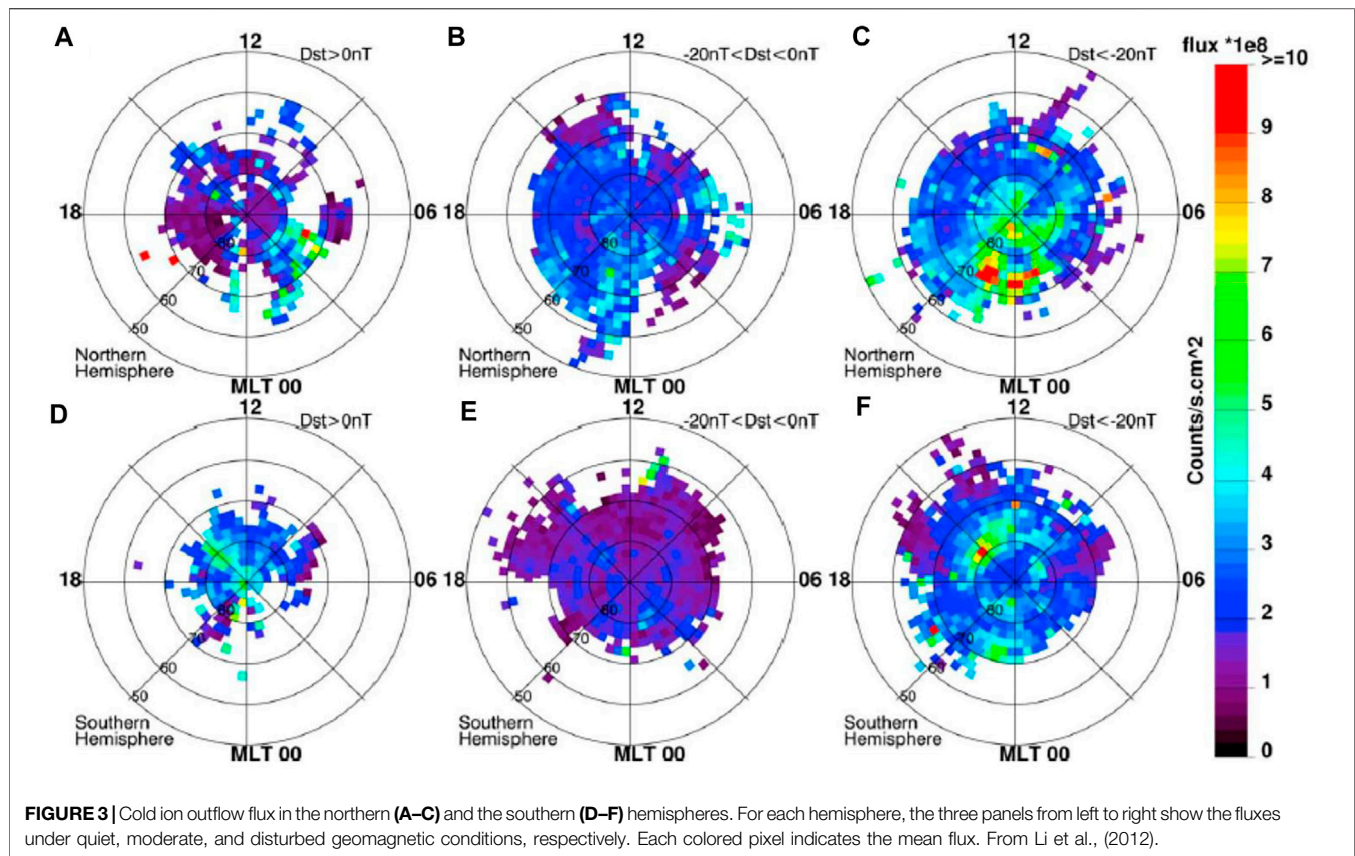 A
12
Dst>0nT
B
12
-20nT<Dst<0nT
C
12
Dst<-20nT
flux *1e8
>=10
9
8
7
6
5
4
3
2
1
0
Counts/s.cm^2
18
06
80
70
60
50
Northern
Hemisphere
MLT 00
18
06
80
70
60
50
Northern
Hemisphere
MLT 00
18
06
80
70
60
50
Northern
Hemisphere
MLT 00
D
12
Dst>0nT
E
12
-20nT<Dst<0nT
F
12
Dst<-20nT
18
06
80
70
60
50
Southern
Hemisphere
MLT 00
18
06
80
70
60
50
Southern
Hemisphere
MLT 00
18
06
80
70
60
50
Southern
Hemisphere
MLT 00
FIGURE 3 | Cold ion outflow flux in the northern (A–C) and the southern (D–F) hemispheres. For each hemisphere, the three panels from left to right show the fluxes
under quiet, moderate, and disturbed geomagnetic conditions, respectively. Each colored pixel indicates the mean flux. From Li et al., (2012).